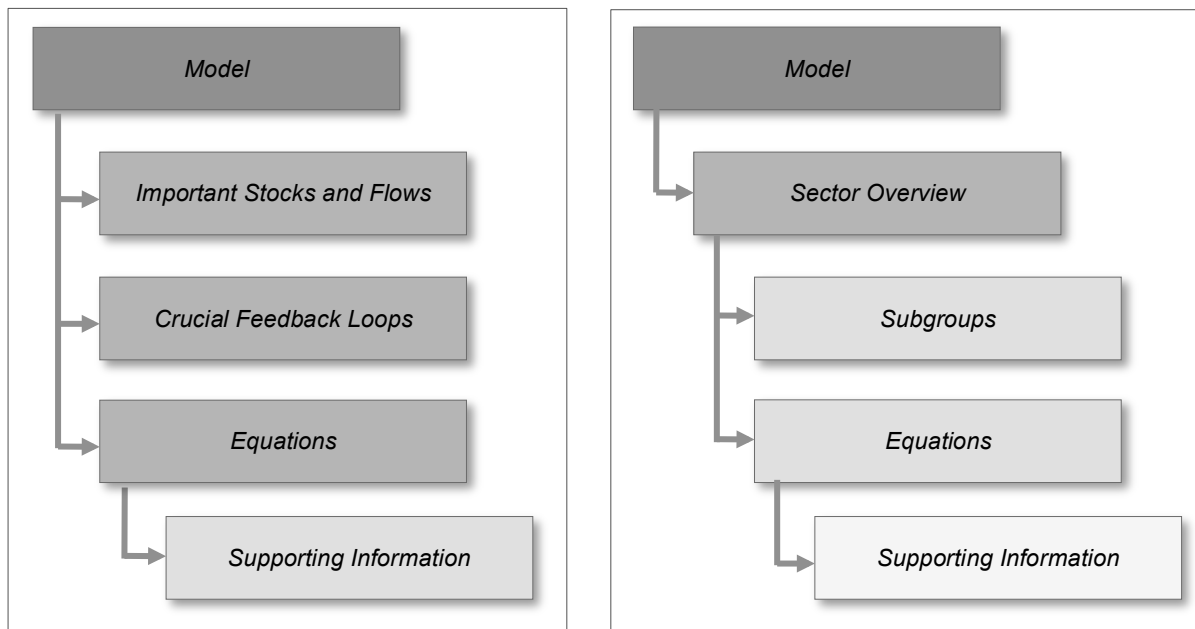 Model
Important Stocks and Flows
Crucial Feedback Loops
Equations
Supporting Information
Model
Sector Overview
Subgroups
Equations
Supporting Information